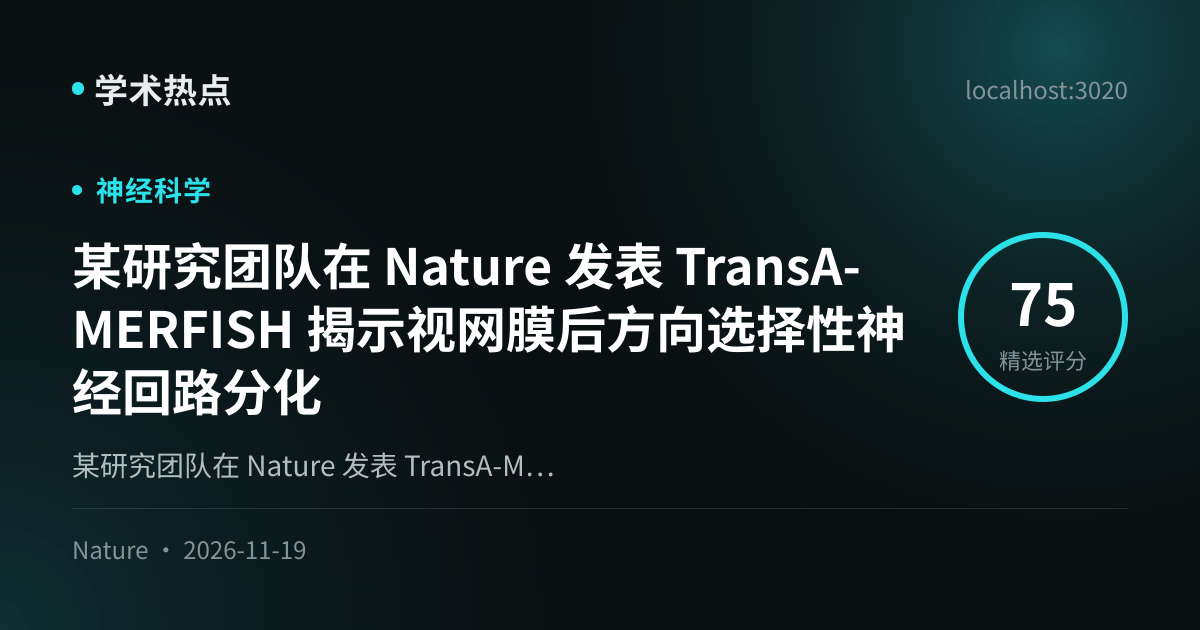 学术热点
localhost:3020
神经科学
某研究团队在 Nature 发表 TransA-
MERFISH 揭示视网膜后方向选择性神
经回路分化
75
精选评分
某研究团队在 Nature 发表 TransA-M…
Nature · 2026-11-19